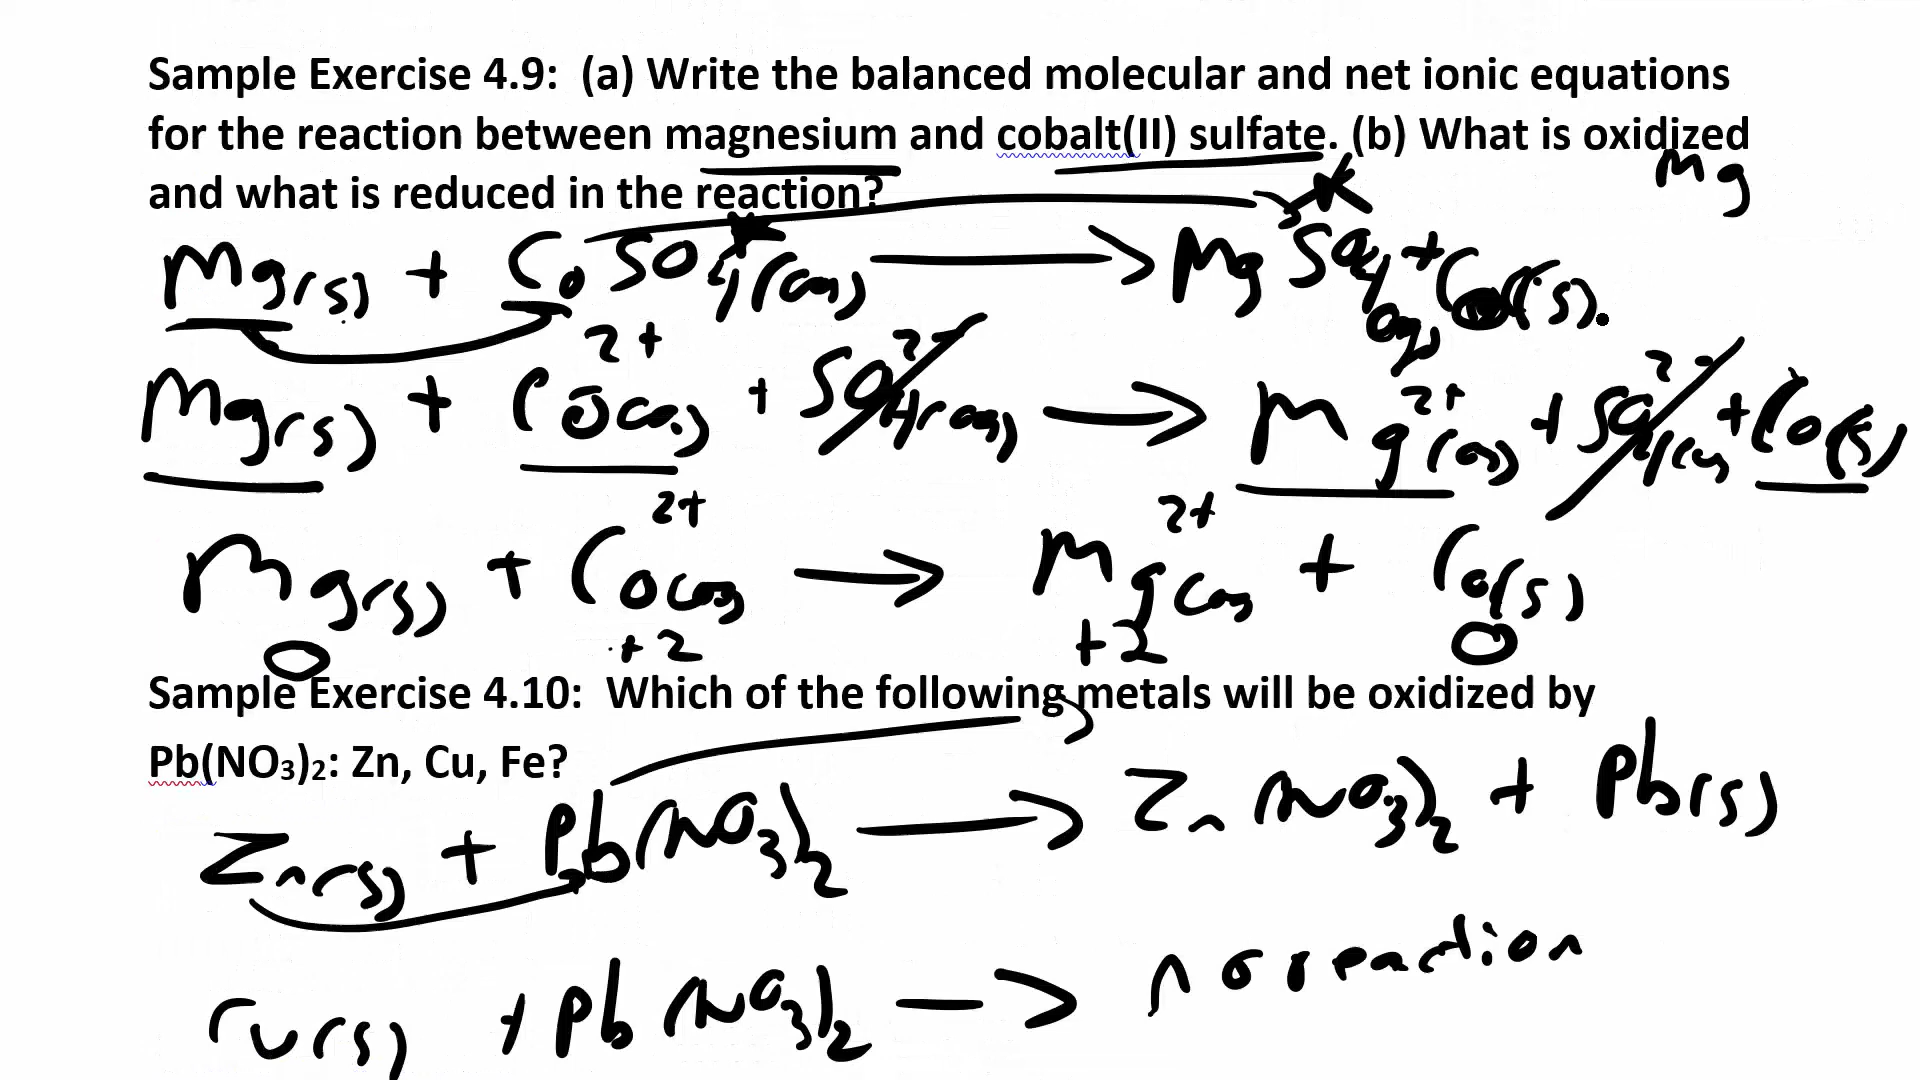 Sample Exercise 4.9: (a) Write the balanced molecular and net ionic equations
for the reaction between magnesium and cobalt(II) sulfate. (b) What is oxidized
and what is reduced in the reaction?
Mg
Mg(s) + CoSO4(aq) → MgSO4(aq) + Co(s).
Mg(s) + Co2+(aq) + SO42-(aq) → Mg2+(aq) + SO42-(aq) + Co(s)
Mg(s) + Co2+(aq) → Mg2+(aq) + Co(s)
0 +2 +2 0
Sample Exercise 4.10: Which of the following metals will be oxidized by
Pb(NO₃)₂: Zn, Cu, Fe?
Zn(s) + Pb(NO3)2 → Zn(NO3)2 + Pb(s)
Cu(s) + Pb(NO3)2 → no reaction